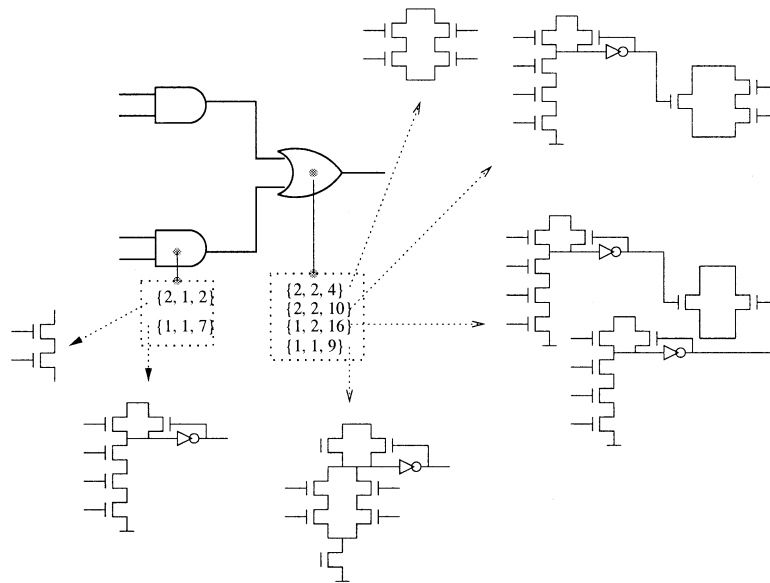 {2, 1, 2}
{1, 1, 7}
{2, 2, 4}
{2, 2, 10}
{1, 2, 16}
{1, 1, 9}